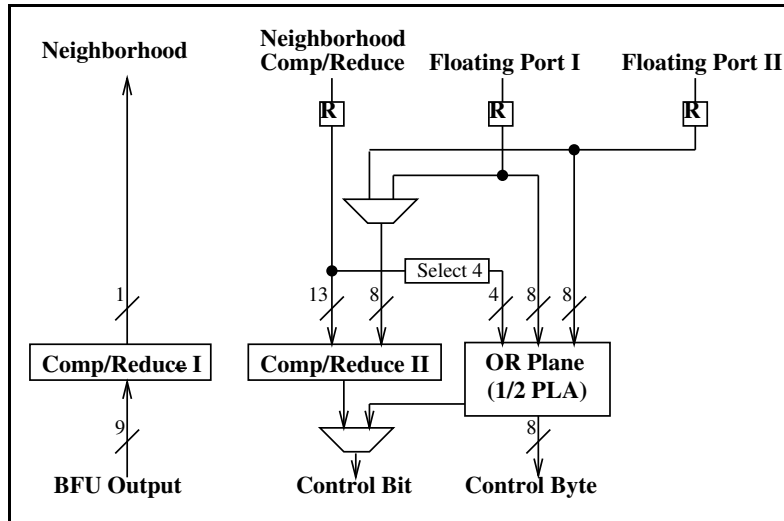 Neighborhood
Neighborhood
Comp/Reduce
Floating Port I
Floating Port II
R
R
R
Select 4
1
13
8
4
8
8
Comp/Reduce I
Comp/Reduce II
OR Plane
(1/2 PLA)
9
8
BFU Output
Control Bit
Control Byte